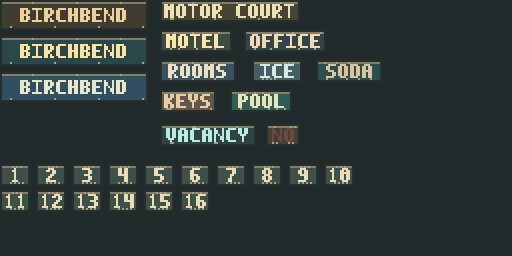 BIRCHBEND
BIRCHBEND
BIRCHBEND
MOTOR COURT
MOTEL OFFICE
ROOMS ICE SODA
KEYS POOL
VACANCY NO
1 2 3 4 5 6 7 8 9 10
11 12 13 14 15 16